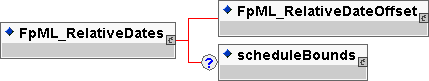 FpML_RelativeDateOffset
FpML_RelativeDates
?
scheduleBounds